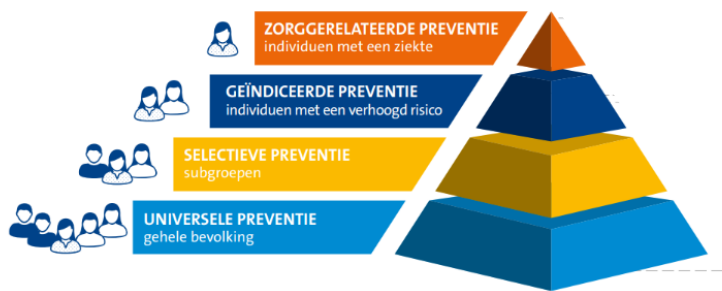 ZORGGERELATEERDE PREVENTIE
individuen met een ziekte
GEÏNDICEERDE PREVENTIE
individuen met een verhoogd risico
SELECTIEVE PREVENTIE
subgroepen
UNIVERSELE PREVENTIE
gehele bevolking